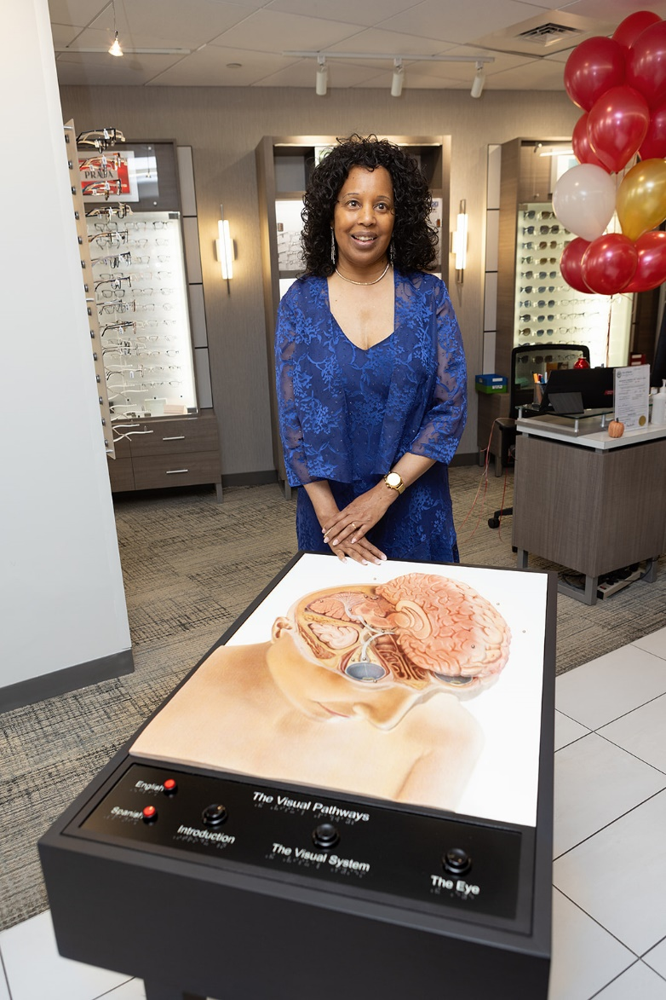 PRADA
English
Spanish
The Visual Pathways
Introduction
The Visual System
The Eye